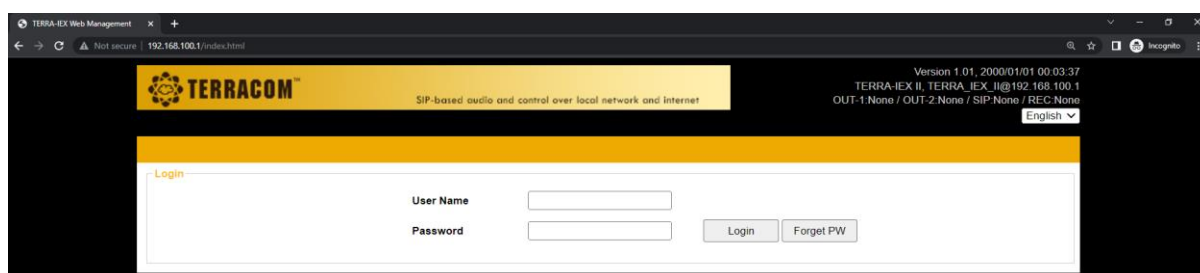 TERRA-IEX Web Management
Not secure | 192.168.100.1/index.html
Incognito
TERRACOM™
SIP-based audio and control over local network and internet
Version 1.01, 2000/01/01 00:03:37
TERRA-IEX II, TERRA_IEX_II@192.168.100.1
OUT-1:None / OUT-2:None / SIP:None / REC:None
English
Login
User Name
Password
Login
Forget PW